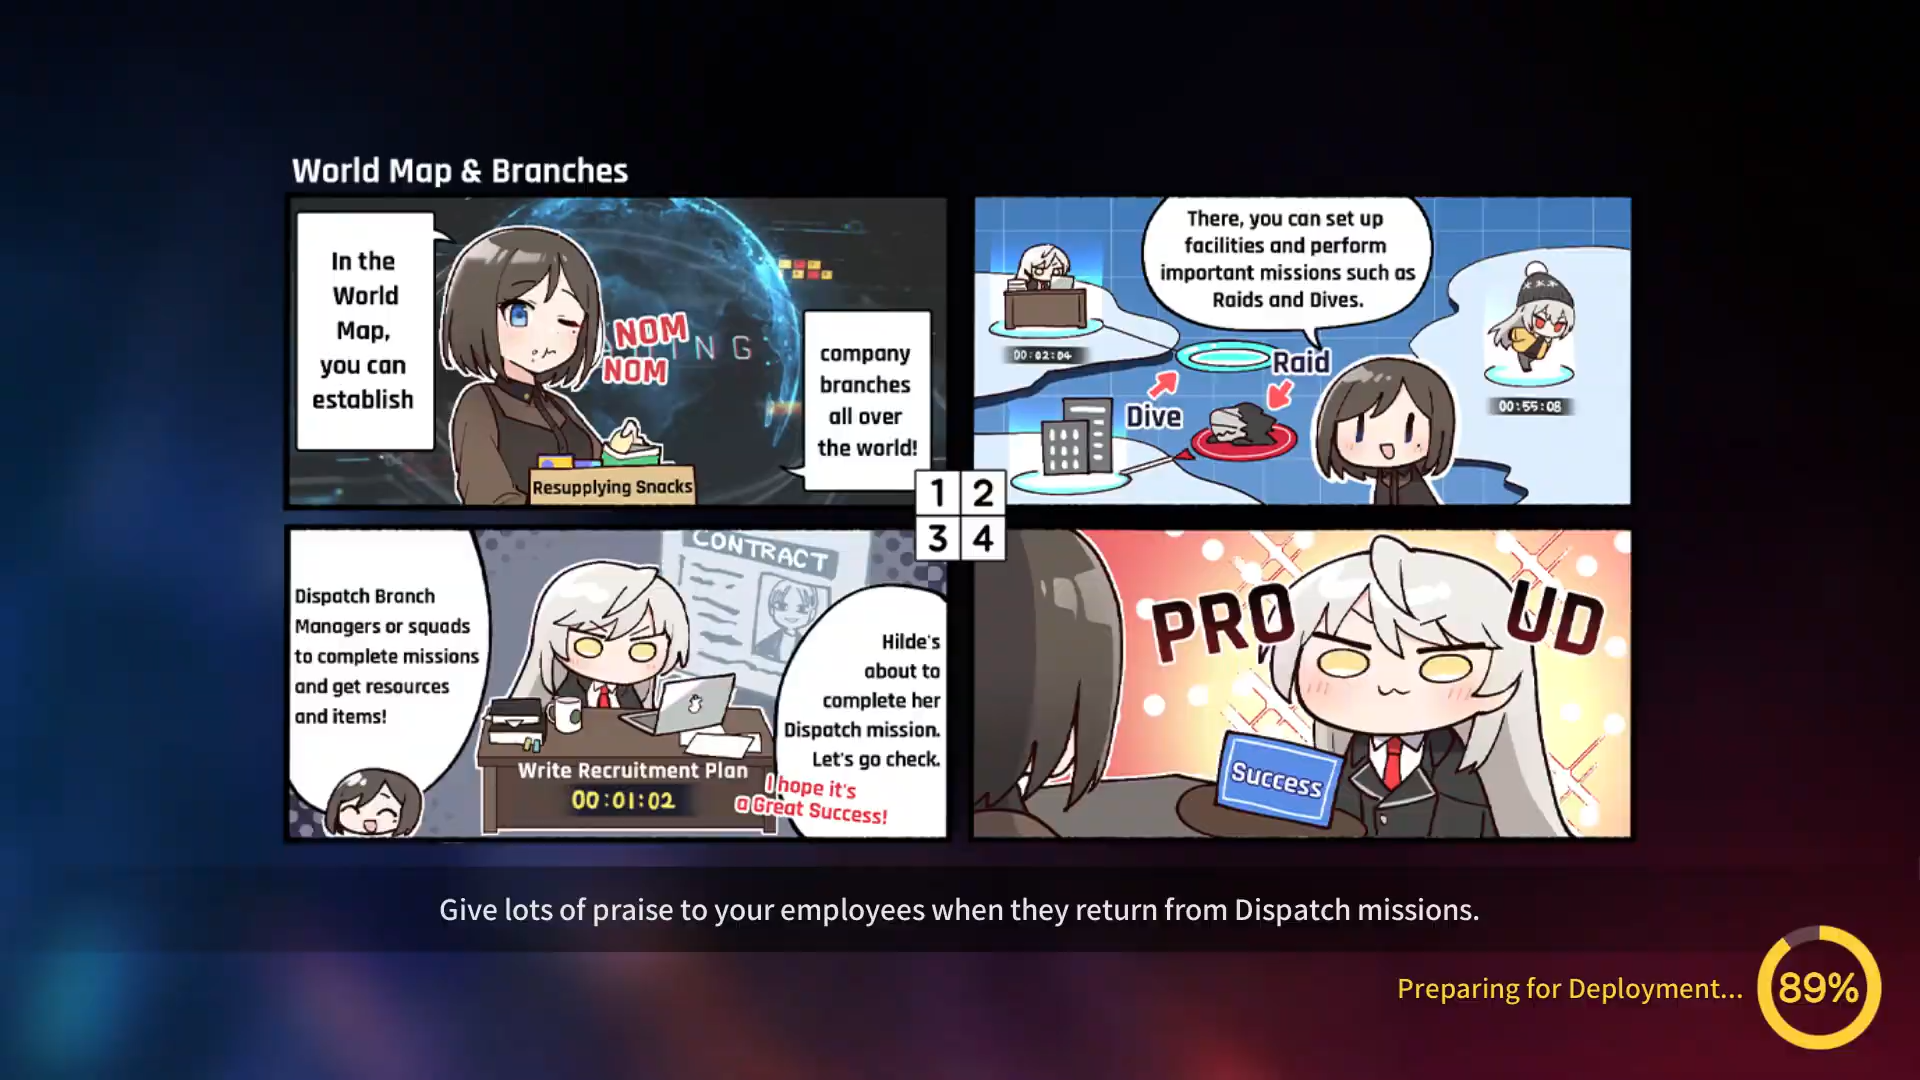 World Map & Branches
In the
World
Map,
you can
establish
NOM
NOM
company
branches
all over
the world!
Resupplying Snacks
There, you can set up
facilities and perform
important missions such as
Raids and Dives.
00:02:04
Raid
Dive
00:55:08
1 2
3 4
Dispatch Branch
Managers or squads
to complete missions
and get resources
and items!
CONTRACT
Hilde's
about to
complete her
Dispatch mission.
Let's go check.
Write Recruitment Plan
00:01:02
I hope it's
a Great Success!
PROUD
Success
Give lots of praise to your employees when they return from Dispatch missions.
Preparing for Deployment...
89%